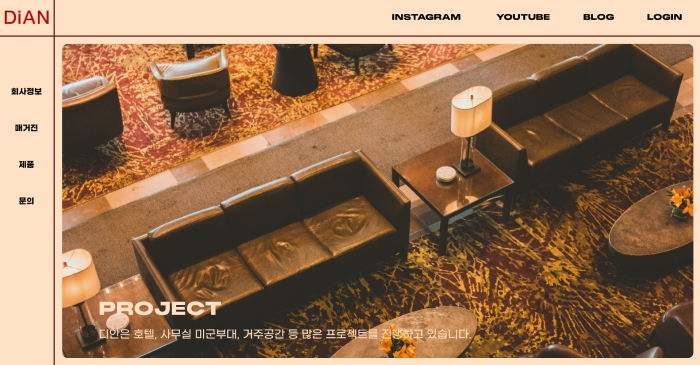 DiAN
INSTAGRAM YOUTUBE BLOG LOGIN
회사정보
매거진
제품
문의
PROJECT
디안은 호텔, 사무실 미군부대, 거주공간 등 많은 프로젝트를 진행하고 있습니다.